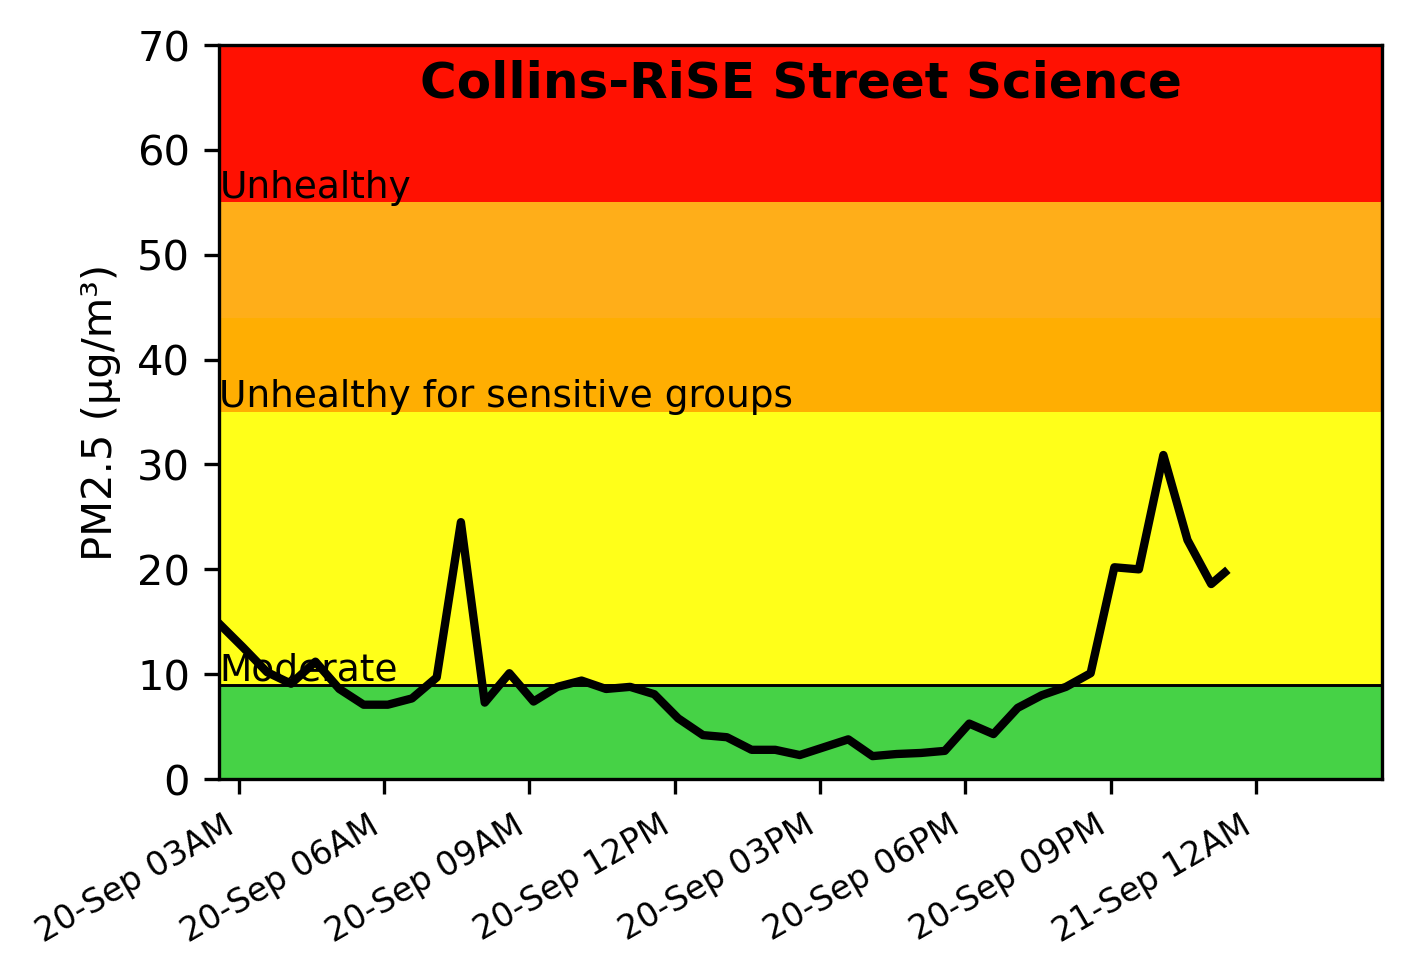 Collins-RiSE Street Science
70
60
50
40
30
20
10
0
PM2.5 (µg/m³)
Unhealthy
Unhealthy for sensitive groups
Moderate
20-Sep 03AM
20-Sep 06AM
20-Sep 09AM
20-Sep 12PM
20-Sep 03PM
20-Sep 06PM
20-Sep 09PM
21-Sep 12AM